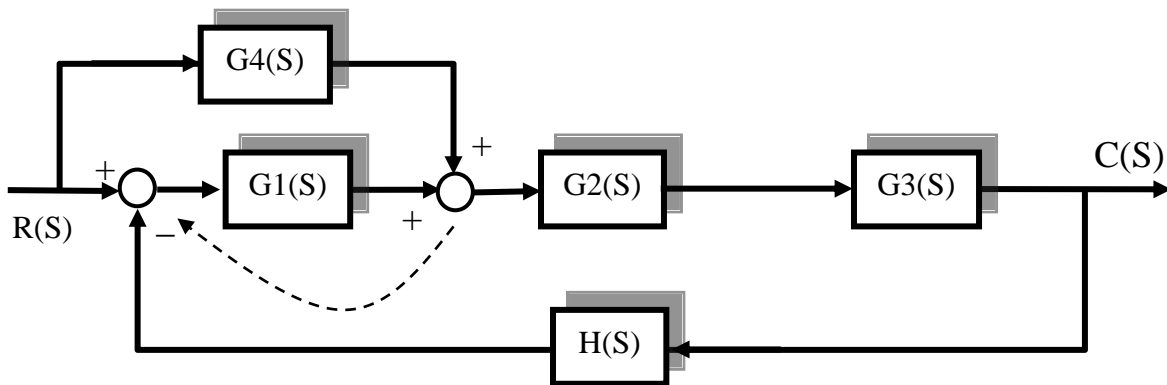 G4(S)
+
+
G1(S)
+
G2(S)
G3(S)
C(S)
R(S)
−
H(S)